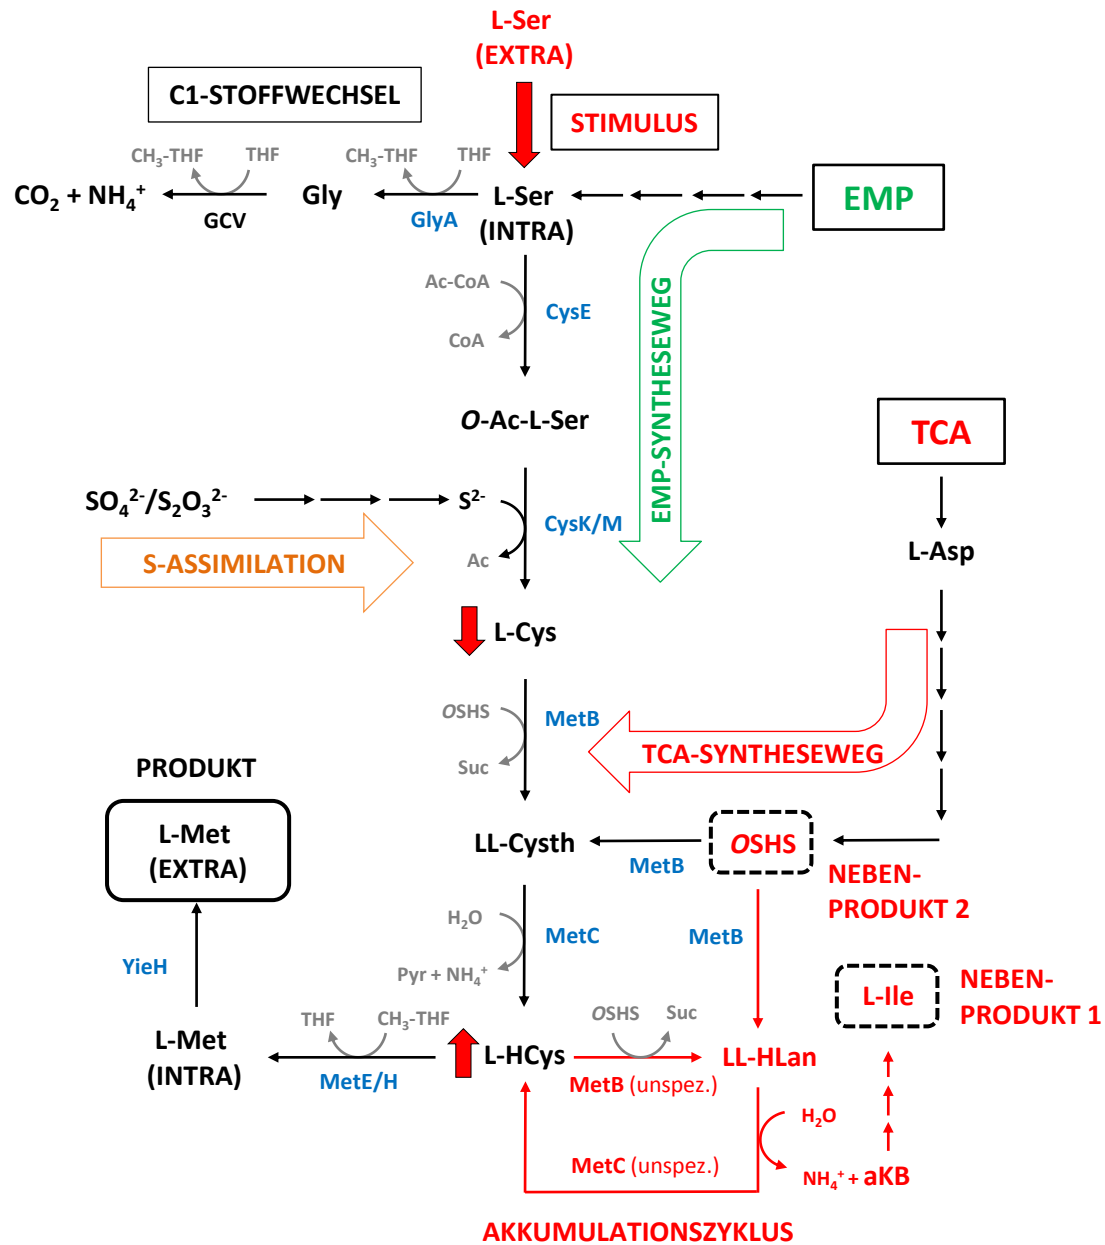 L-Ser
(EXTRA)
C1-STOFFWECHSEL
STIMULUS
CH₃-THF
THF
CH₃-THF
THF
CO₂ + NH₄⁺
GCV
Gly
GlyA
L-Ser
(INTRA)
EMP
Ac-CoA
CysE
CoA
EMP-SYNTHESEWEG
O-Ac-L-Ser
TCA
SO₄²⁻/S₂O₃²⁻
S²⁻
CysK/M
Ac
L-Asp
S-ASSIMILATION
L-Cys
OSHS
MetB
Suc
TCA-SYNTHESEWEG
PRODUKT
L-Met
(EXTRA)
LL-Cysth
MetB
OSHS
NEBEN-
PRODUKT 2
H₂O
MetC
MetB
Pyr + NH₄⁺
YieH
L-Ile
NEBEN-
PRODUKT 1
THF
CH₃-THF
OSHS
Suc
L-Met
(INTRA)
MetE/H
L-HCys
MetB (unspez.)
LL-HLan
H₂O
MetC (unspez.)
NH₄⁺ + aKB
AKKUMULATIONSZYKLUS